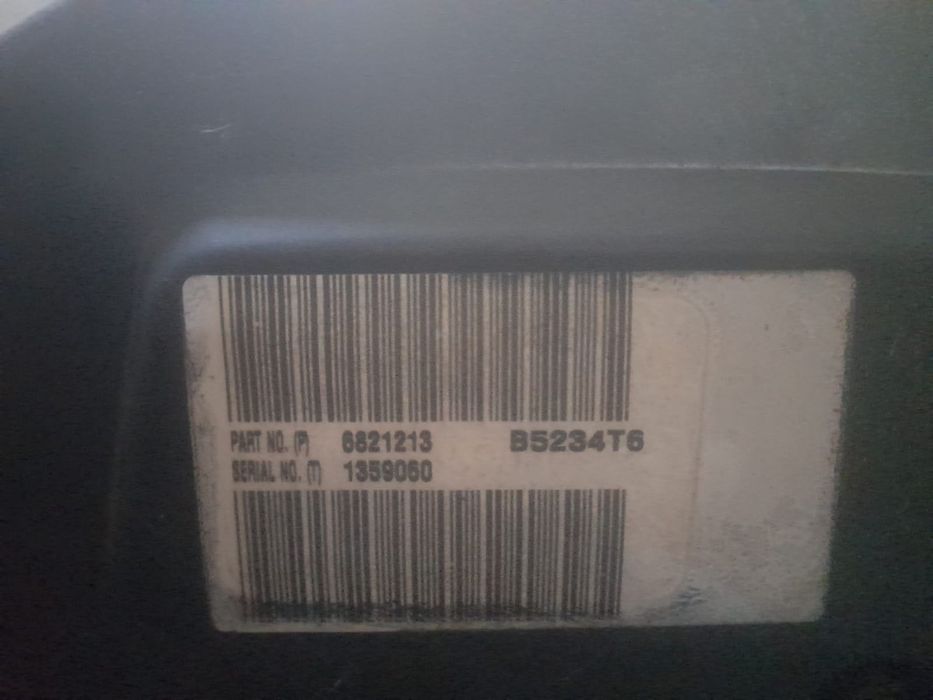 PART NO. (P) 6821213 B5234T6
SERIAL NO. (T) 1359060